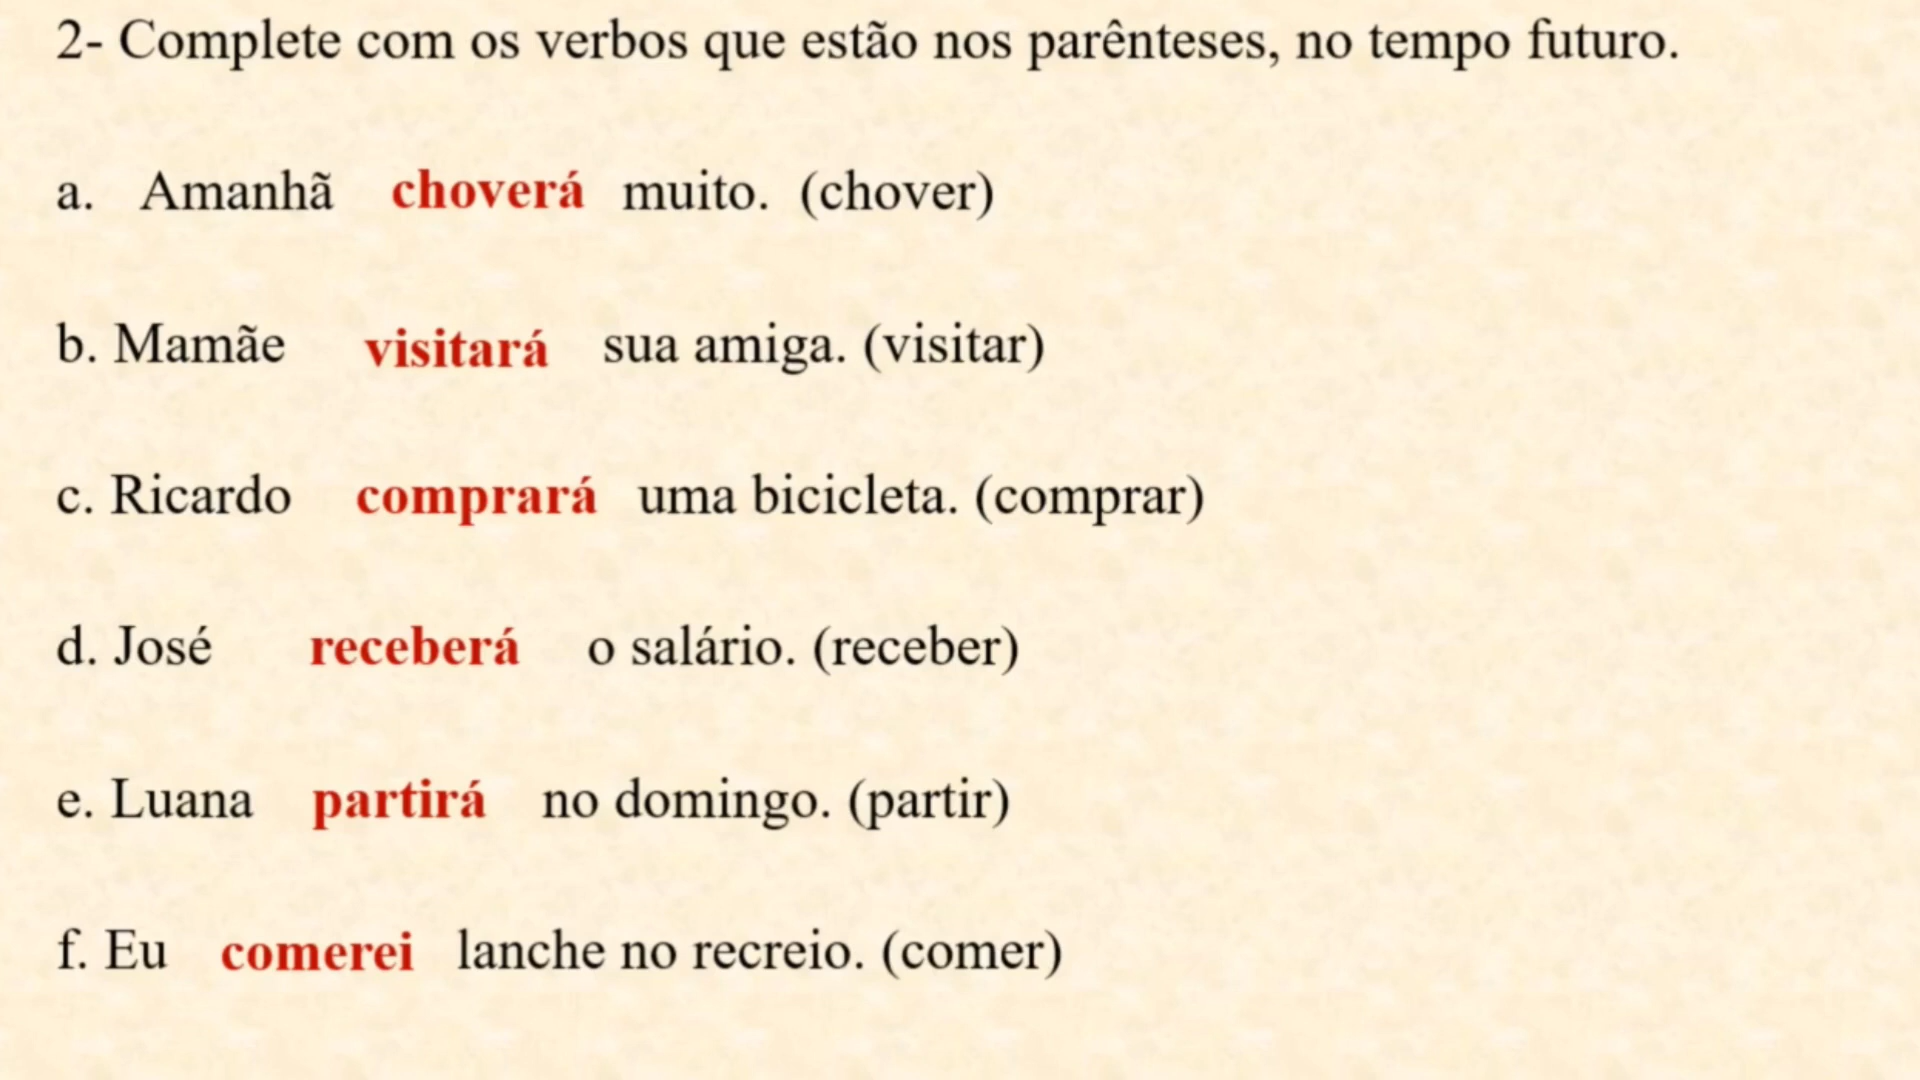 2- Complete com os verbos que estão nos parênteses, no tempo futuro.
a. Amanhã choverá muito. (chover)
b. Mamãe visitará sua amiga. (visitar)
c. Ricardo comprará uma bicicleta. (comprar)
d. José receberá o salário. (receber)
e. Luana partirá no domingo. (partir)
f. Eu comerei lanche no recreio. (comer)